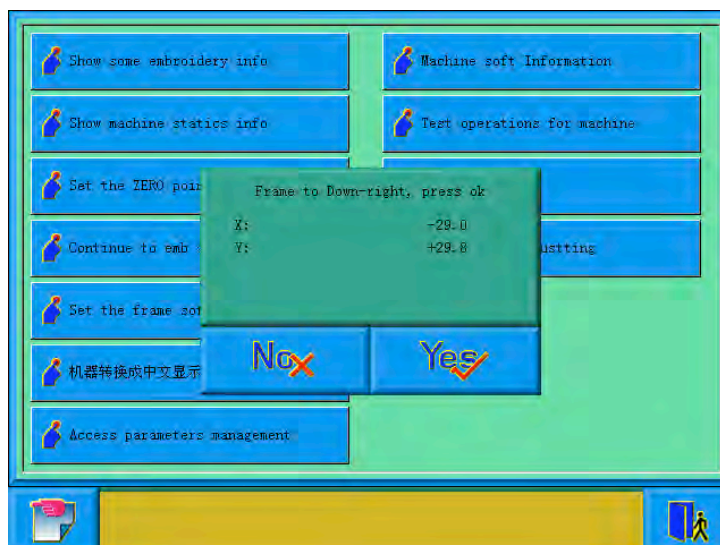 Show some embroidery info
Machine soft Information
Show machine statics info
Test operations for machine
Set the ZERO poin
Continue to emb
ustting
Set the frame sof
机器转换成中文显示
Access parameters management
Frame to Down-right, press ok
X: -29.0
Y: +29.8
No
Yes